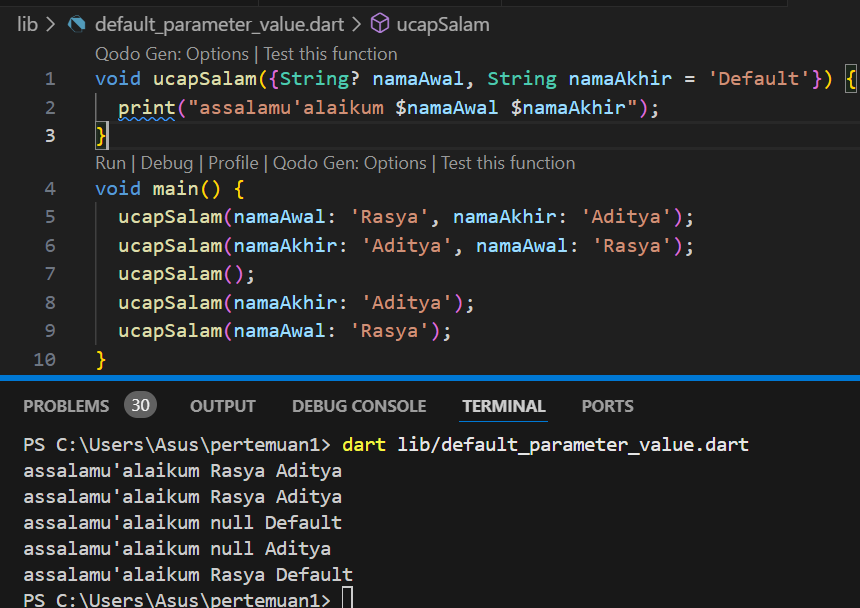 lib > default_parameter_value.dart > ucapSalam
Qodo Gen: Options | Test this function
1 void ucapSalam({String? namaAwal, String namaAkhir = 'Default'}) {
2 print("assalamu'alaikum $namaAwal $namaAkhir");
3 }
Run | Debug | Profile | Qodo Gen: Options | Test this function
4 void main() {
5 ucapSalam(namaAwal: 'Rasya', namaAkhir: 'Aditya');
6 ucapSalam(namaAkhir: 'Aditya', namaAwal: 'Rasya');
7 ucapSalam();
8 ucapSalam(namaAkhir: 'Aditya');
9 ucapSalam(namaAwal: 'Rasya');
10 }
PROBLEMS 30 OUTPUT DEBUG CONSOLE TERMINAL PORTS
PS C:\Users\Asus\pertemuan1> dart lib/default_parameter_value.dart
assalamu'alaikum Rasya Aditya
assalamu'alaikum Rasya Aditya
assalamu'alaikum null Default
assalamu'alaikum null Aditya
assalamu'alaikum Rasya Default
PS C:\Users\Asus\pertemuan1>